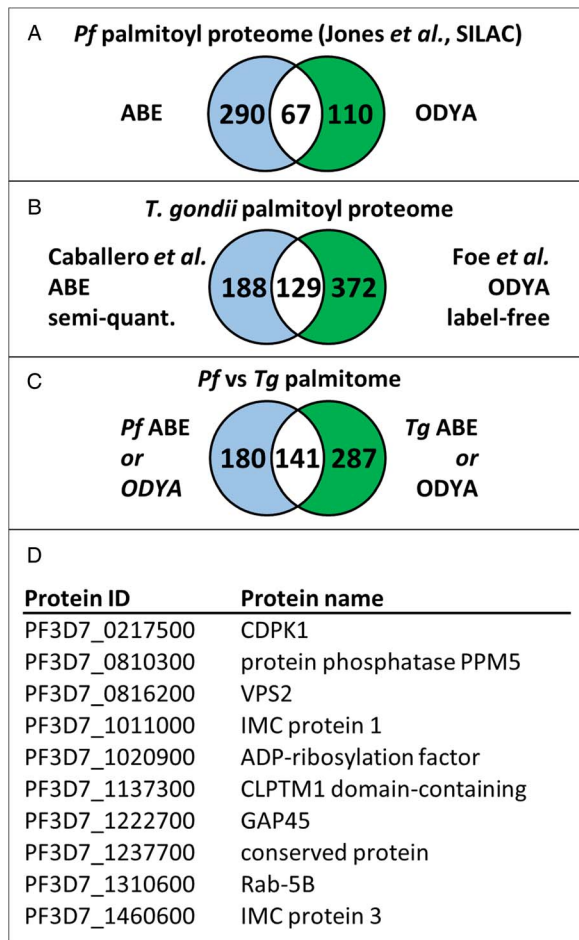 A
Pf palmitoyl proteome (Jones et al., SILAC)
ABE 290 67 110 ODYA
B
T. gondii palmitoyl proteome
Caballero et al.
ABE
semi-quant.
188 129 372
Foe et al.
ODYA
label-free
C
Pf vs Tg palmitome
Pf ABE
or
ODYA
180 141 287
Tg ABE
or
ODYA
D
Protein ID Protein name
PF3D7_0217500 CDPK1
PF3D7_0810300 protein phosphatase PPM5
PF3D7_0816200 VPS2
PF3D7_1011000 IMC protein 1
PF3D7_1020900 ADP-ribosylation factor
PF3D7_1137300 CLPTM1 domain-containing
PF3D7_1222700 GAP45
PF3D7_1237700 conserved protein
PF3D7_1310600 Rab-5B
PF3D7_1460600 IMC protein 3